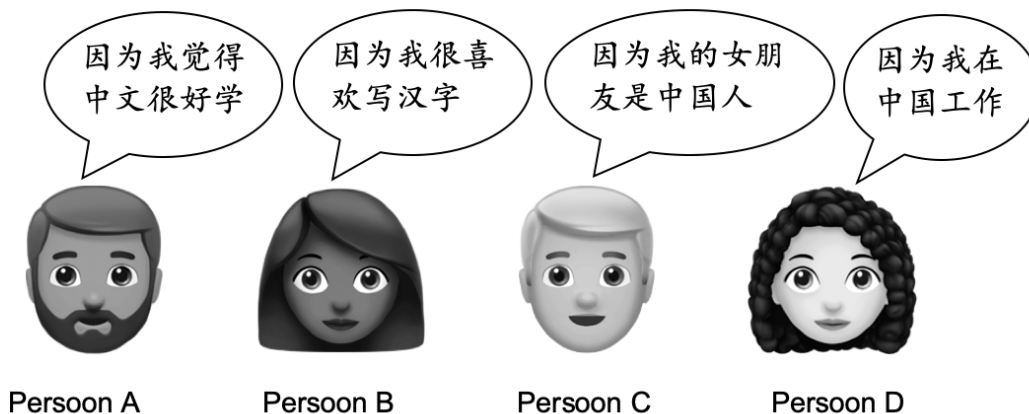 因为我觉得
中文很好学
因为我很喜
欢写汉字
因为我的女朋
友是中国人
因为我在
中国工作
Persoon A
Persoon B
Persoon C
Persoon D